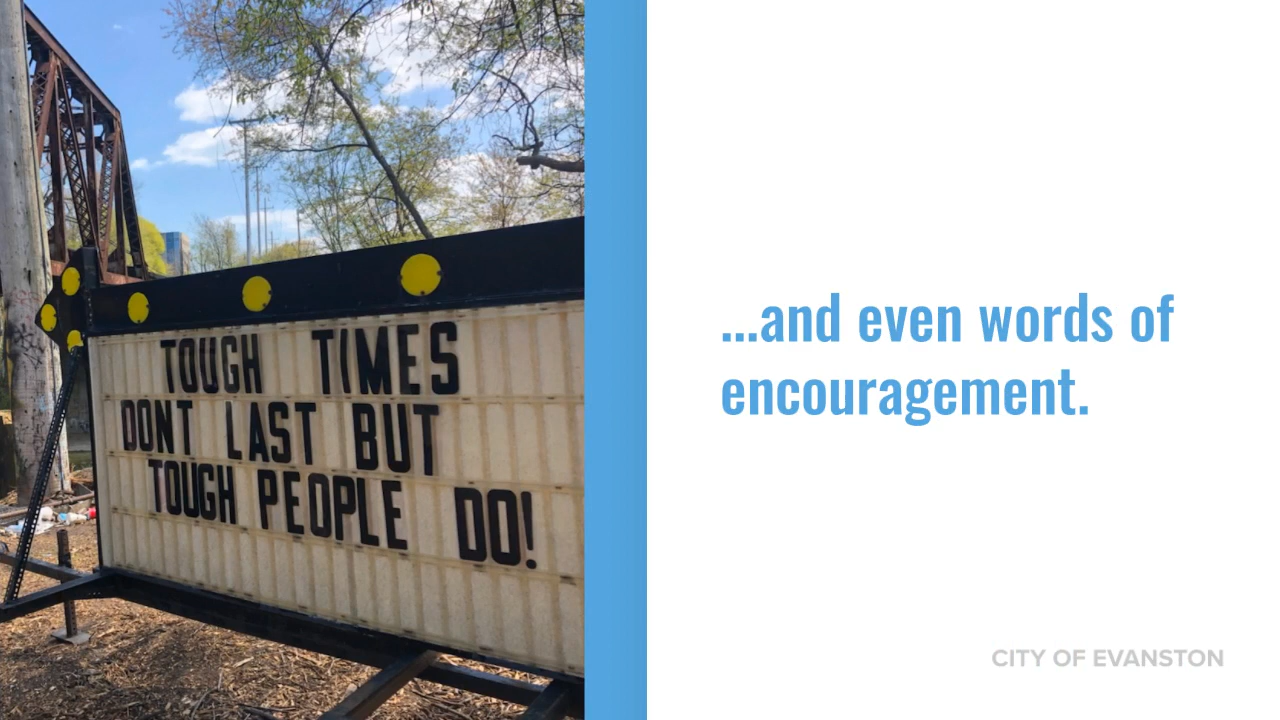 TOUGH TIMES
DONT LAST BUT
TOUGH PEOPLE DO!
...and even words of
encouragement.
CITY OF EVANSTON